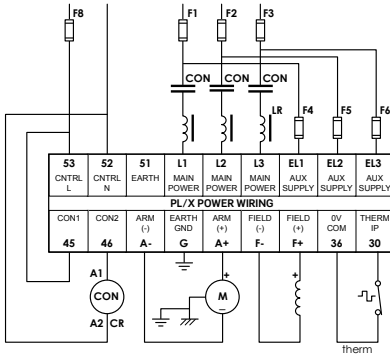 F8 F1 F2 F3
CON CON CON
LR F4 F5 F6
53 52 51 L1 L2 L3 EL1 EL2 EL3
CNTRL L CNTRL N EARTH MAIN POWER MAIN POWER MAIN POWER AUX SUPPLY AUX SUPPLY AUX SUPPLY
PL/X POWER WIRING
CON1 CON2 ARM (-) EARTH GND ARM (+) FIELD (-) FIELD (+) 0V COM THERM IP
45 46 A- G A+ F- F+ 36 30
A1 + +
CON M
−
A2 CR
therm